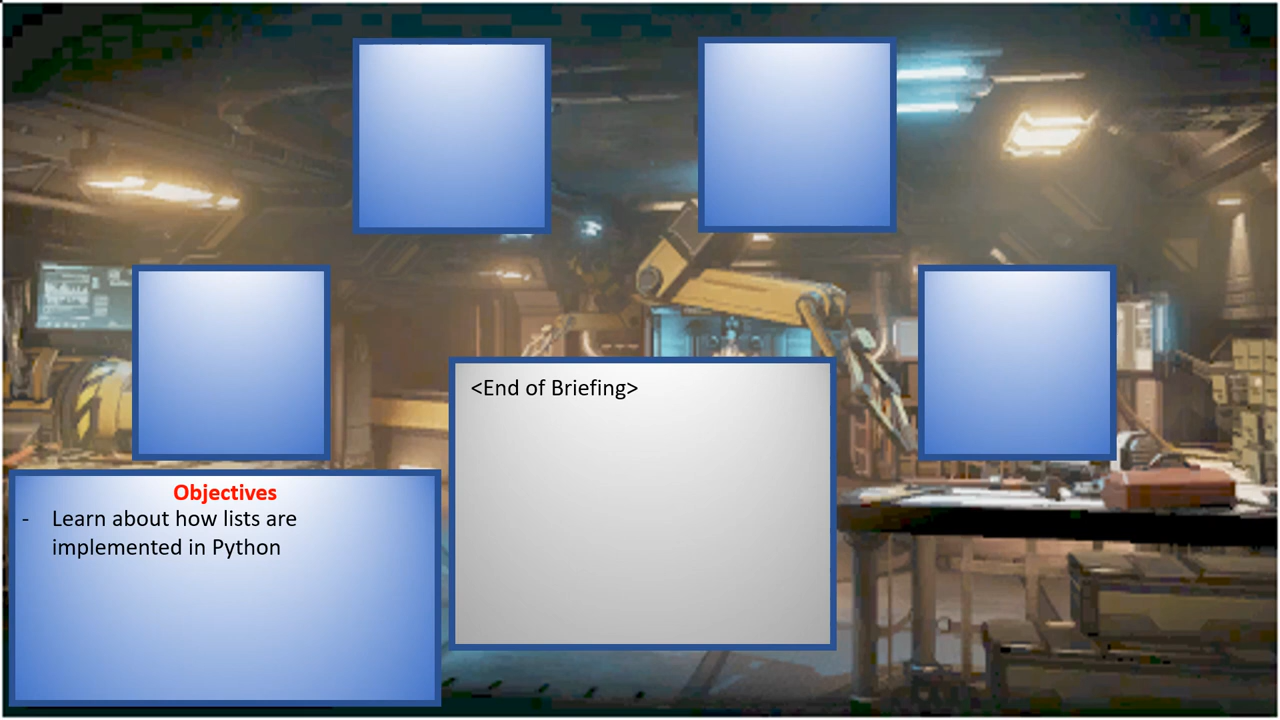 <End of Briefing>
Objectives
- Learn about how lists are
implemented in Python